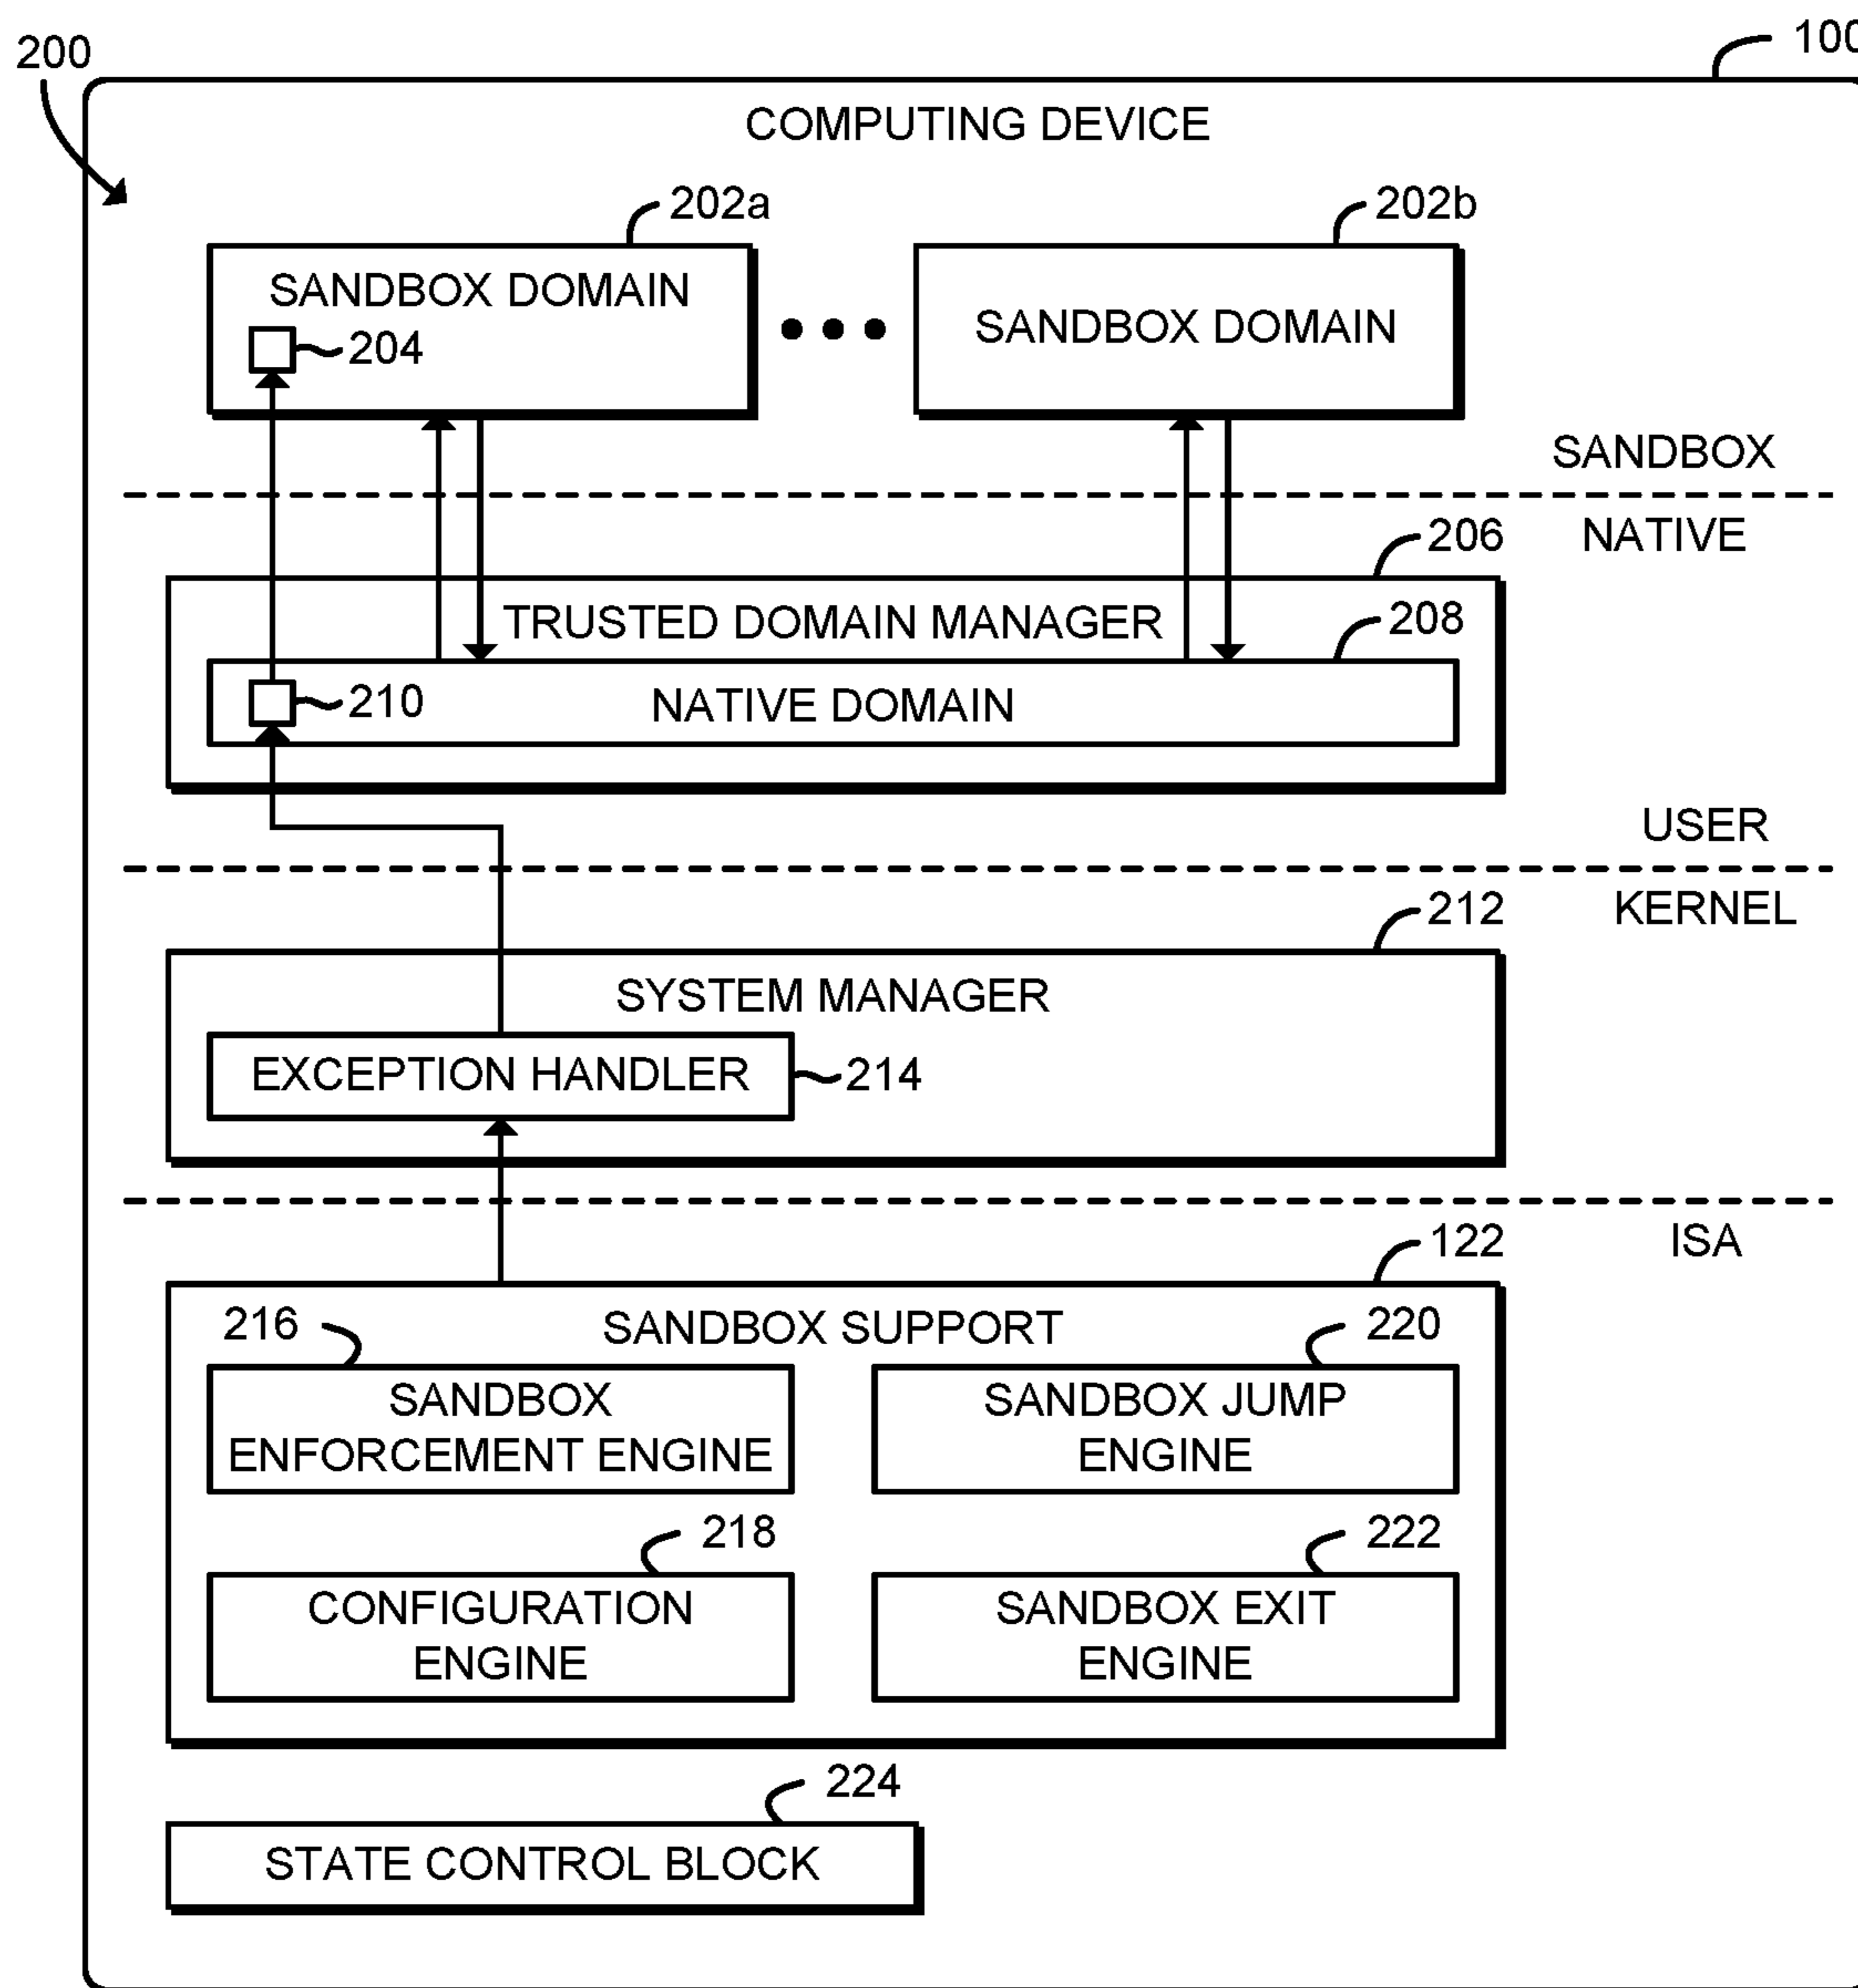 200
100
COMPUTING DEVICE
202a
202b
SANDBOX DOMAIN
204
SANDBOX DOMAIN
SANDBOX
NATIVE
206
TRUSTED DOMAIN MANAGER
208
210
NATIVE DOMAIN
USER
KERNEL
212
SYSTEM MANAGER
EXCEPTION HANDLER
214
ISA
122
216
SANDBOX SUPPORT
220
SANDBOX
ENFORCEMENT ENGINE
SANDBOX JUMP
ENGINE
218
222
CONFIGURATION
ENGINE
SANDBOX EXIT
ENGINE
224
STATE CONTROL BLOCK